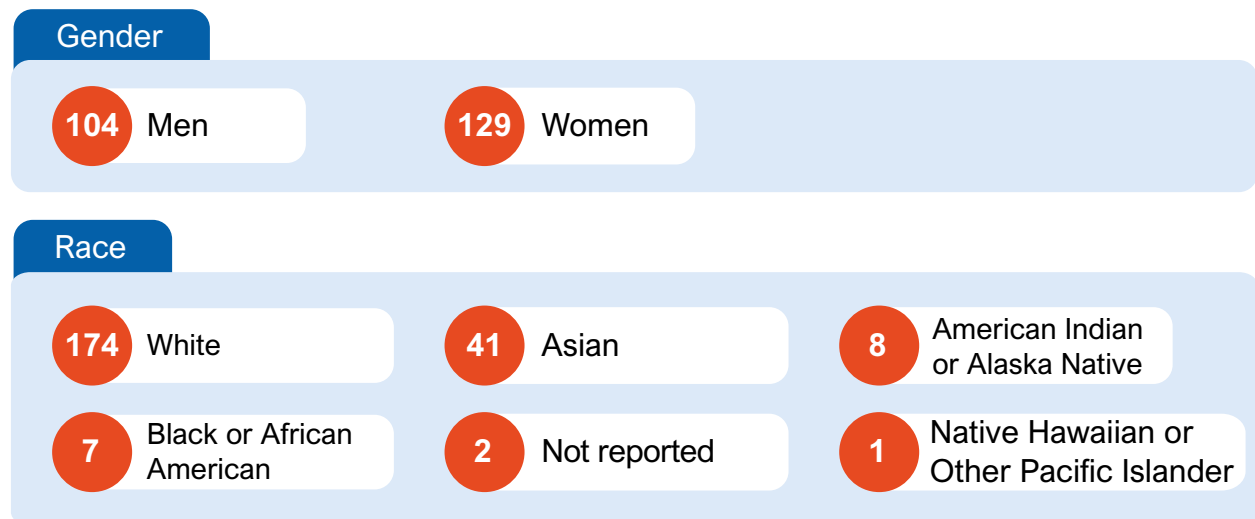 Gender
104 Men
129 Women
Race
174 White
41 Asian
8 American Indian
or Alaska Native
7 Black or African
American
2 Not reported
1 Native Hawaiian or
Other Pacific Islander